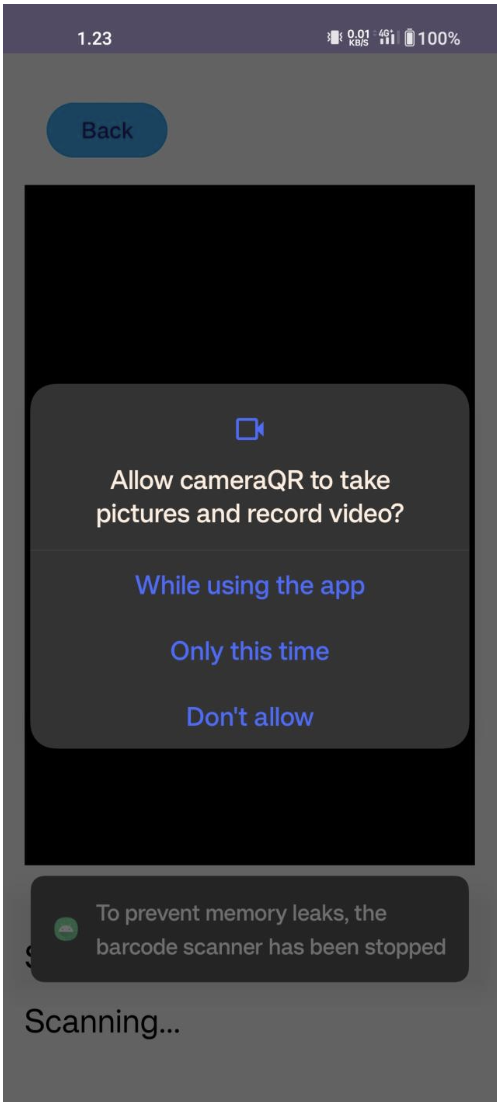 1.23
0.01
KB/S
4G+
100%
Back
Allow cameraQR to take
pictures and record video?
While using the app
Only this time
Don't allow
To prevent memory leaks, the
barcode scanner has been stopped
S
Scanning...